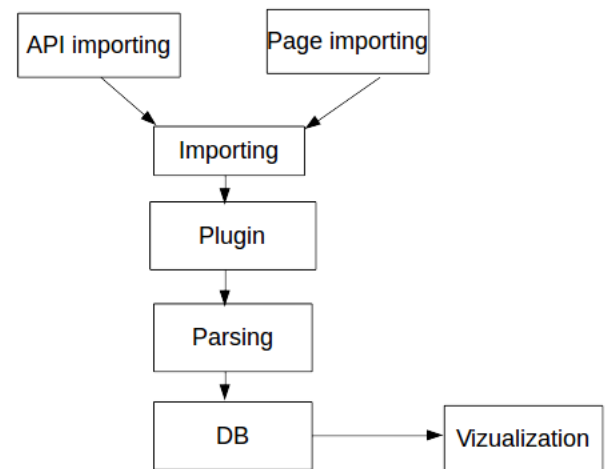 API importing
Page importing
Importing
Plugin
Parsing
DB
Vizualization